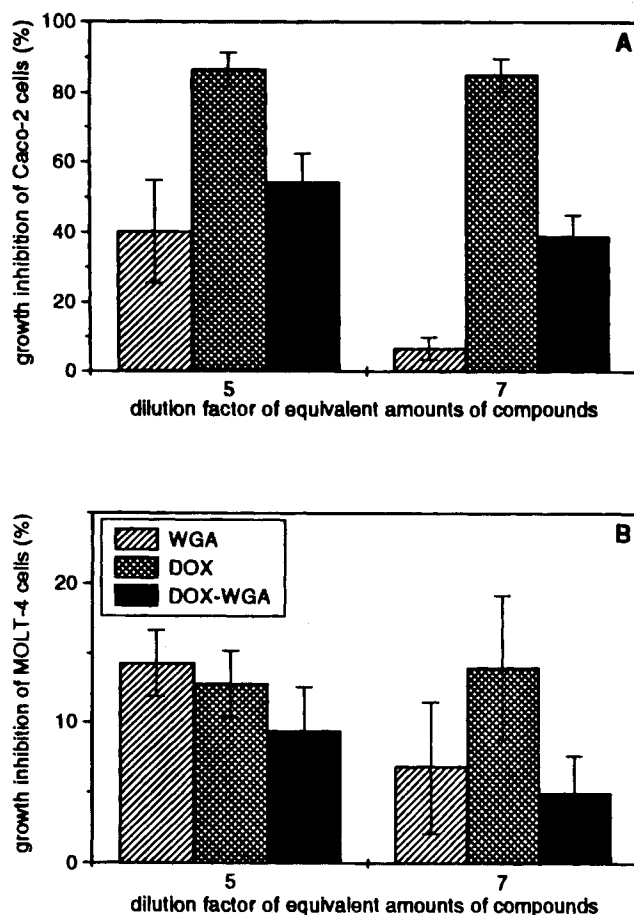 growth inhibition of Caco-2 cells (%)
100
80
60
40
20
0
A
5
7
dilution factor of equivalent amounts of compounds
growth inhibition of MOLT-4 cells (%)
20
10
0
WGA
DOX
DOX-WGA
B
5
7
dilution factor of equivalent amounts of compounds